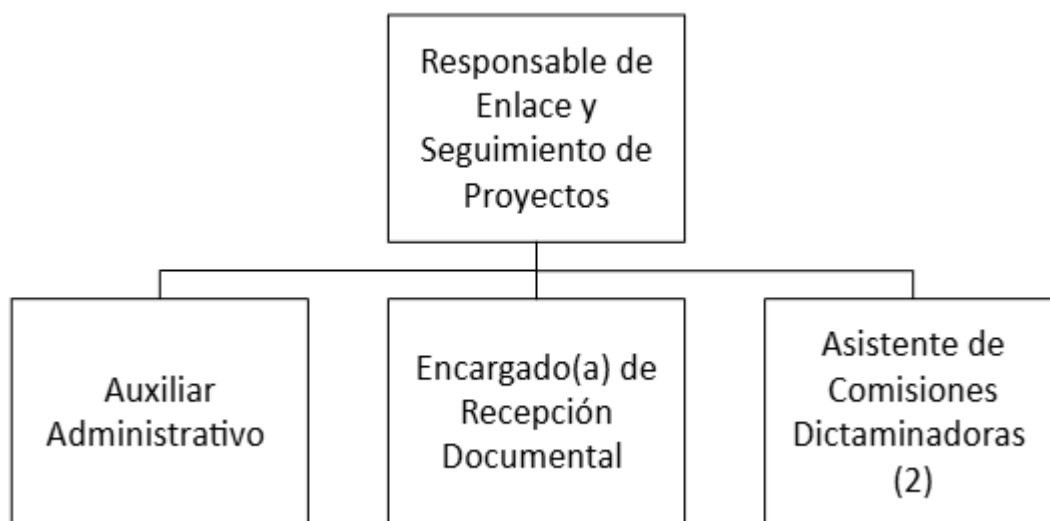 Responsable de
Enlace y
Seguimiento de
Proyectos
Auxiliar
Administrativo
Encargado(a) de
Recepción
Documental
Asistente de
Comisiones
Dictaminadoras
(2)